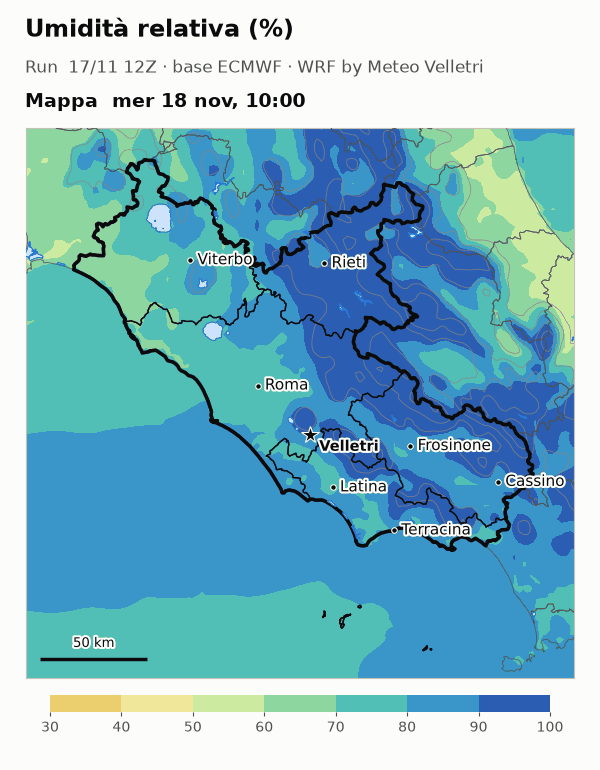 Umidità relativa (%)
Run  17/11 12Z · base ECMWF · WRF by Meteo Velletri
Mappa  mer 18 nov, 10:00
Viterbo
Rieti
Roma
Velletri
Frosinone
Cassino
Latina
Terracina
50 km
30 40 50 60 70 80 90 100